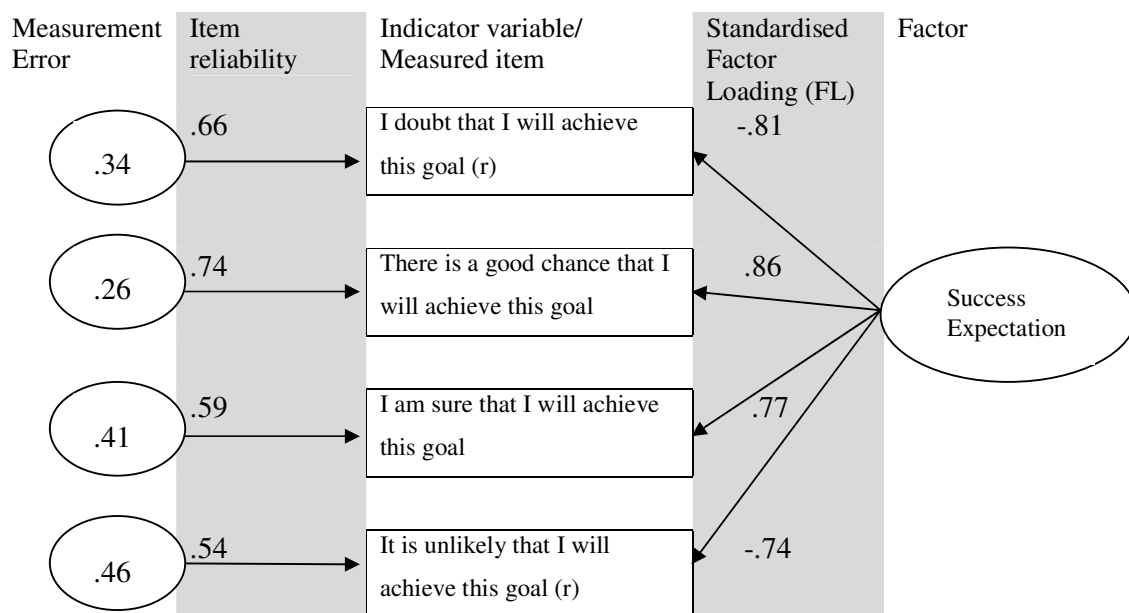 Measurement
Error
Item
reliability
Indicator variable/
Measured item
Standardised
Factor
Loading (FL)
Factor
.34
.66
I doubt that I will achieve
this goal (r)
-.81
.26
.74
There is a good chance that I
will achieve this goal
.86
Success
Expectation
.41
.59
I am sure that I will achieve
this goal
.77
.46
.54
It is unlikely that I will
achieve this goal (r)
-.74